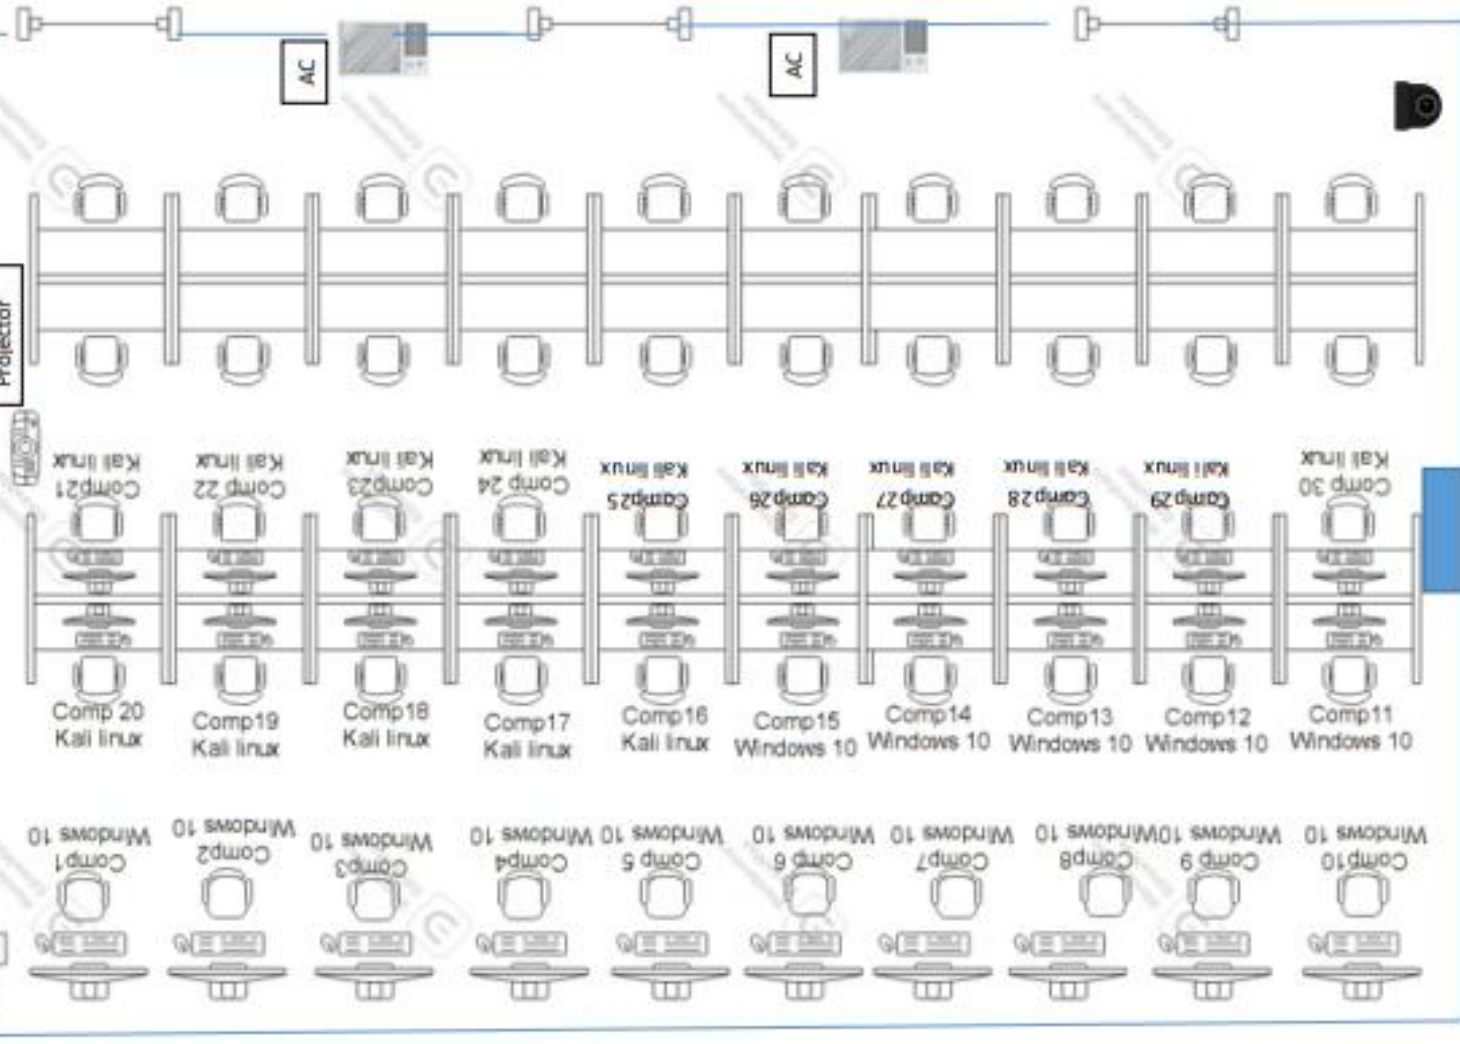 AC
AC
Projector
Kali linux
Comp21
Kali linux
Comp 22
Kali linux
Comp23
Kali linux
Comp 24
Kali linux
Comp25
Kali linux
Comp26
Kali linux
Comp27
Kali linux
Comp28
Kali linux
Comp29
Kali linux
Comp 30
Comp 20
Kali linux
Comp19
Kali linux
Comp18
Kali linux
Comp17
Kali linux
Comp16
Kali linux
Comp15
Windows 10
Comp14
Windows 10
Comp13
Windows 10
Comp12
Windows 10
Comp11
Windows 10
Windows 10
Comp1
Windows 10
Comp2
Windows 10
Comp3
Windows 10
Comp4
Windows 10
Comp 5
Windows 10
Comp 6
Windows 10
Comp7
Windows 10
Comp8
Windows 10
Comp 9
Windows 10
Comp10